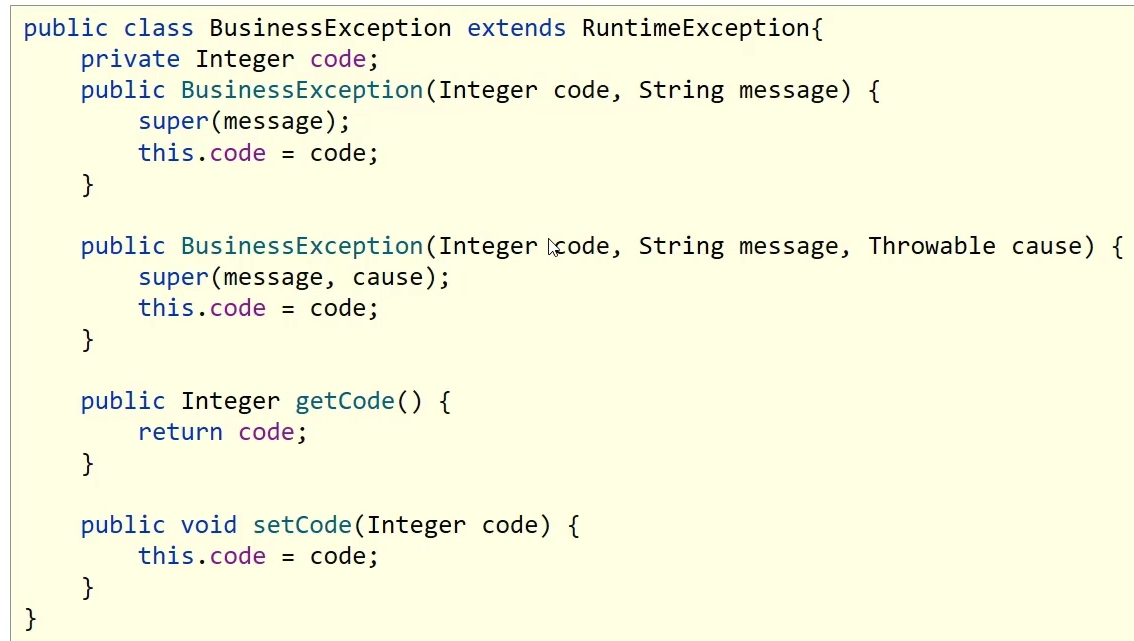 public class BusinessException extends RuntimeException{
    private Integer code;
    public BusinessException(Integer code, String message) {
        super(message);
        this.code = code;
    }

    public BusinessException(Integer code, String message, Throwable cause) {
        super(message, cause);
        this.code = code;
    }

    public Integer getCode() {
        return code;
    }

    public void setCode(Integer code) {
        this.code = code;
    }
}